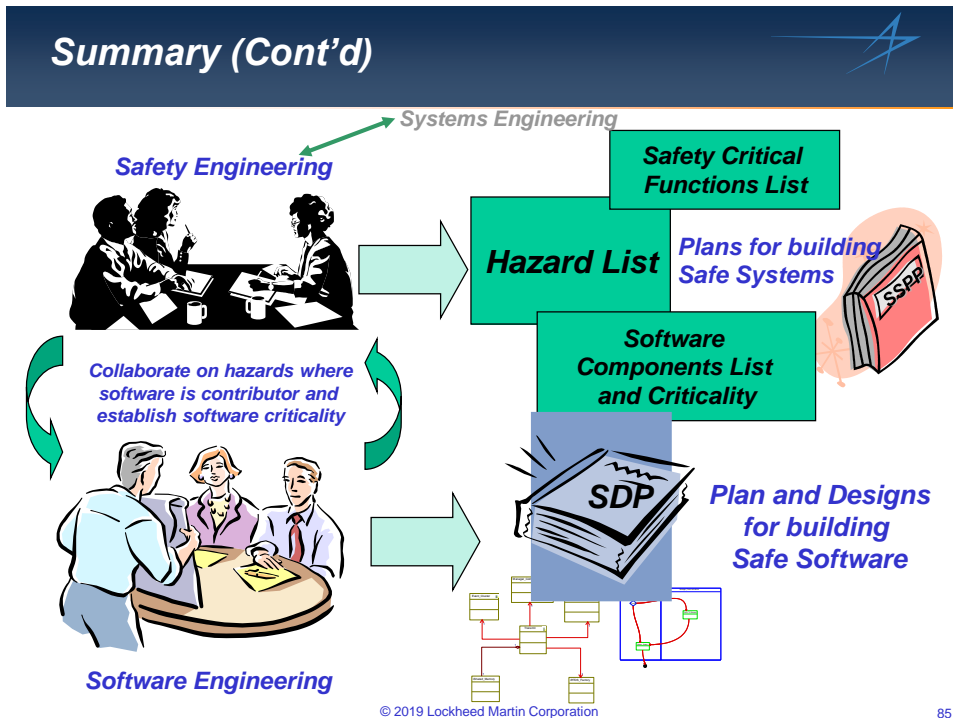 Summary (Cont'd)
Systems Engineering
Safety Engineering
Safety Critical
Functions List
Hazard List
Plans for building
Safe Systems
SSPP
Collaborate on hazards where
software is contributor and
establish software criticality
Software
Components List
and Criticality
SDP
Plan and Designs
for building
Safe Software
Software Engineering
© 2019 Lockheed Martin Corporation
85